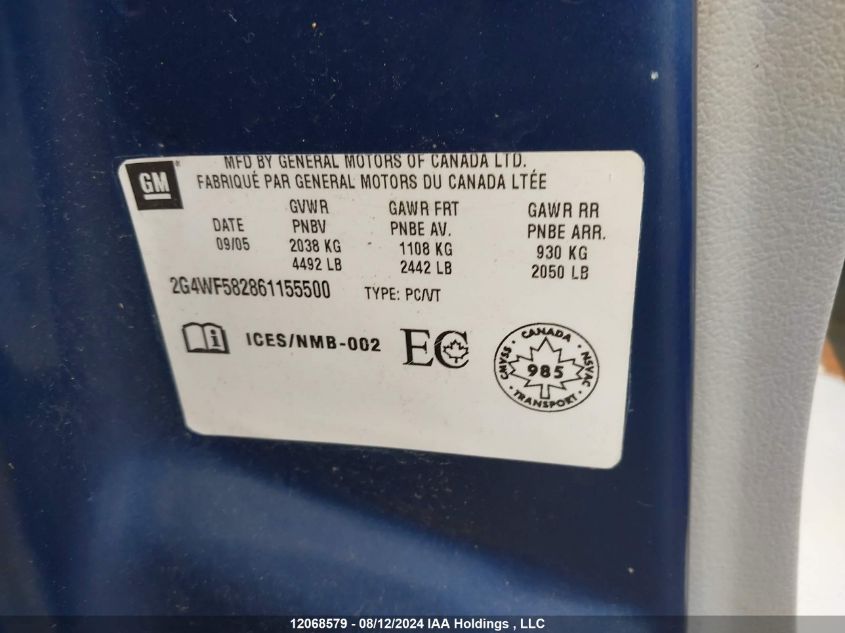 MFD BY GENERAL MOTORS OF CANADA LTD.
GM
FABRIQUÉ PAR GENERAL MOTORS DU CANADA LTÉE
DATE
09/05
GVWR
PNBV
2038 KG
4492 LB
GAWR FRT
PNBE AV.
1108 KG
2442 LB
GAWR RR
PNBE ARR.
930 KG
2050 LB
2G4WF582861155500 TYPE: PC/VT
i ICES/NMB-002 EC
CANADA
CMVSS 985 NSVAC
TRANSPORT
12068579 - 08/12/2024 IAA Holdings , LLC